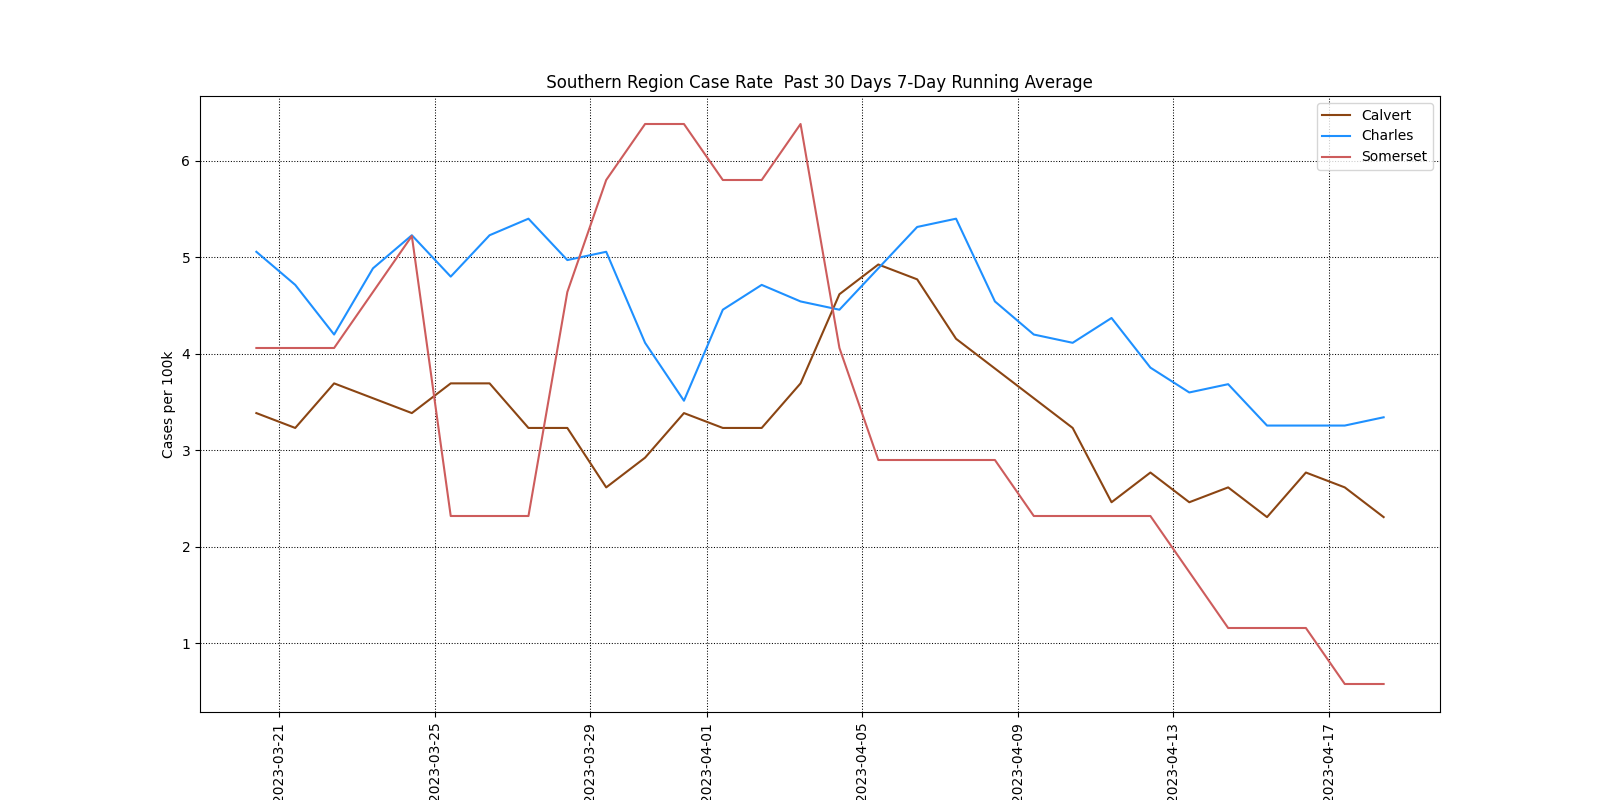 Southern Region Case Rate  Past 30 Days 7-Day Running Average
Calvert
Charles
Somerset
Cases per 100k
6
5
4
3
2
1
2023-03-21
2023-03-25
2023-03-29
2023-04-01
2023-04-05
2023-04-09
2023-04-13
2023-04-17